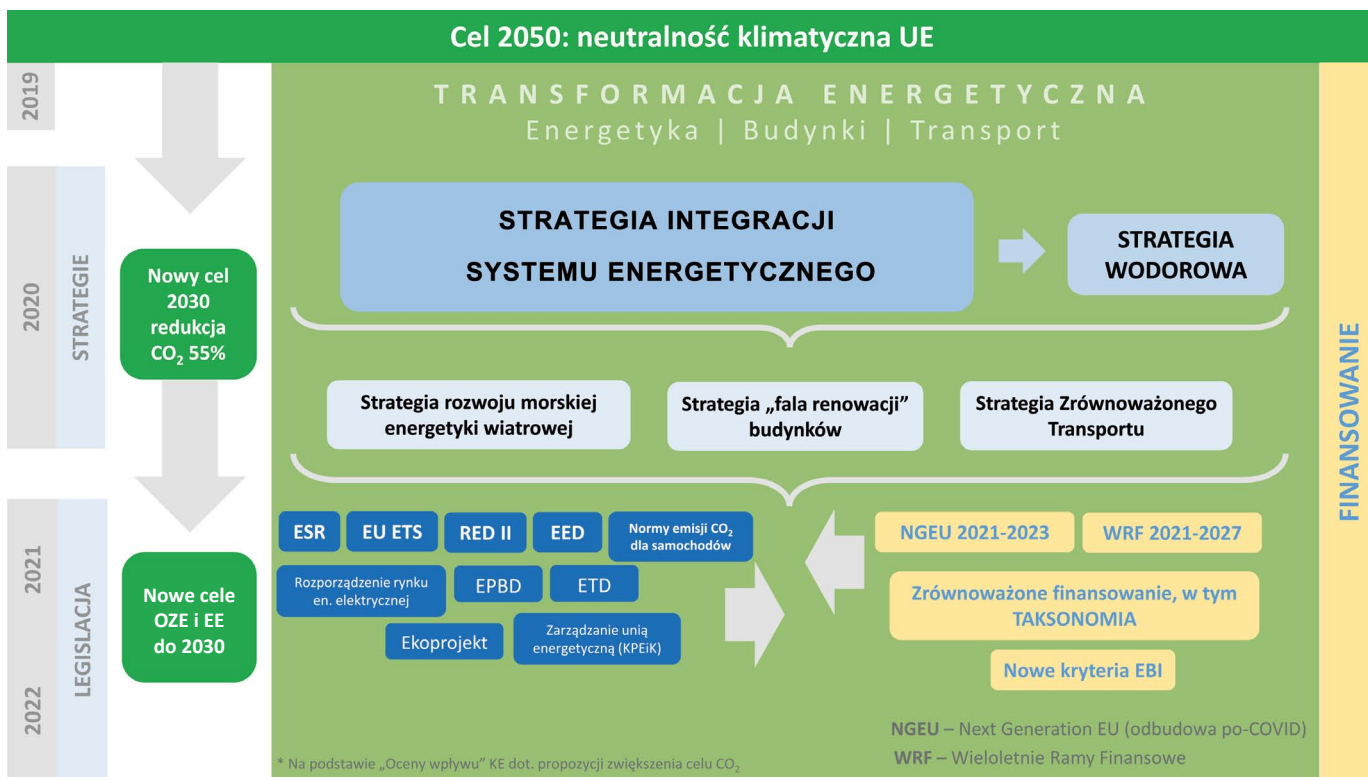 Cel 2050: neutralność klimatyczna UE
2019
TRANSFORMACJA ENERGETYCZNA
Energetyka | Budynki | Transport
2020
STRATEGIE
Nowy cel
2030
redukcja
CO₂ 55%
STRATEGIA INTEGRACJI
SYSTEMU ENERGETYCZNEGO
STRATEGIA
WODOROWA
Strategia rozwoju morskiej
energetyki wiatrowej
Strategia „fala renowacji”
budynków
Strategia Zrównoważonego
Transportu
FINANSOWANIE
2021
2022
LEGISLACJA
Nowe cele
OZE i EE
do 2030
ESR
EU ETS
RED II
EED
Normy emisji CO₂
dla samochodów
Rozporządzenie rynku
en. elektrycznej
EPBD
ETD
Ekoprojekt
Zarządzanie unią
energetyczną (KPEiK)
NGEU 2021-2023
WRF 2021-2027
Zrównoważone finansowanie, w tym
TAKSONOMIA
Nowe kryteria EBI
NGEU – Next Generation EU (odbudowa po-COVID)
WRF – Wieloletnie Ramy Finansowe
* Na podstawie „Oceny wpływu” KE dot. propozycji zwiększenia celu CO₂